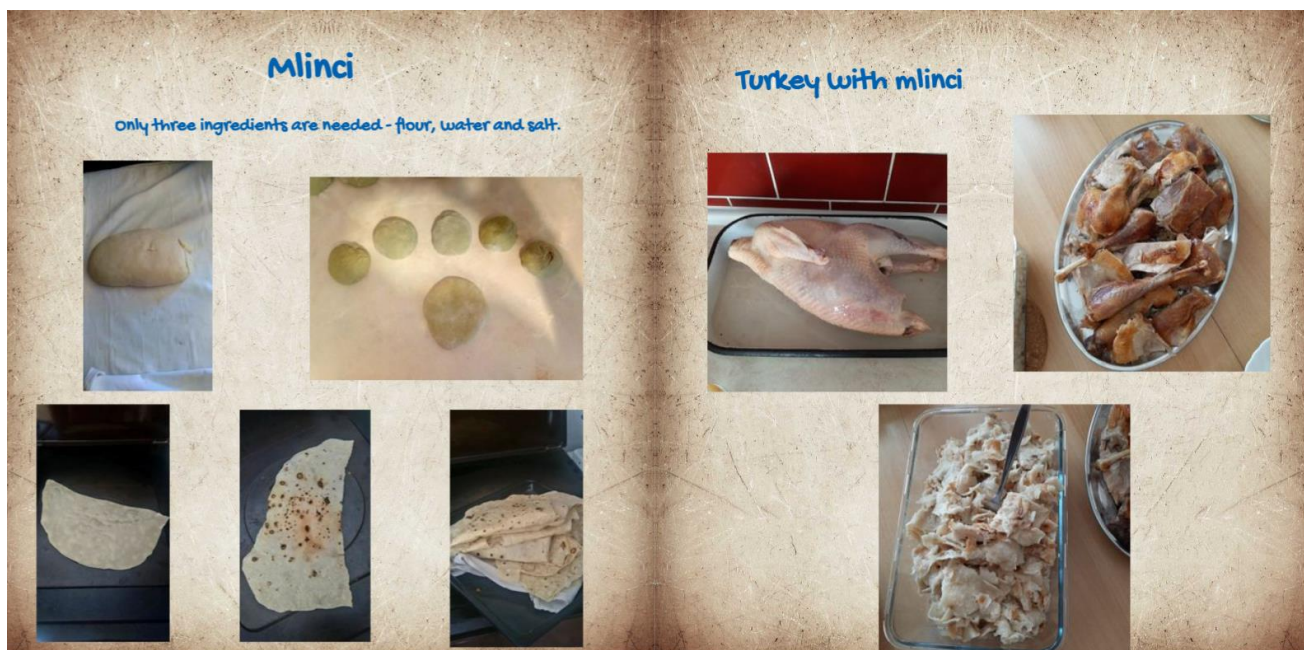 Mlinci
Only three ingredients are needed - flour, water and salt.
Turkey with mlinci